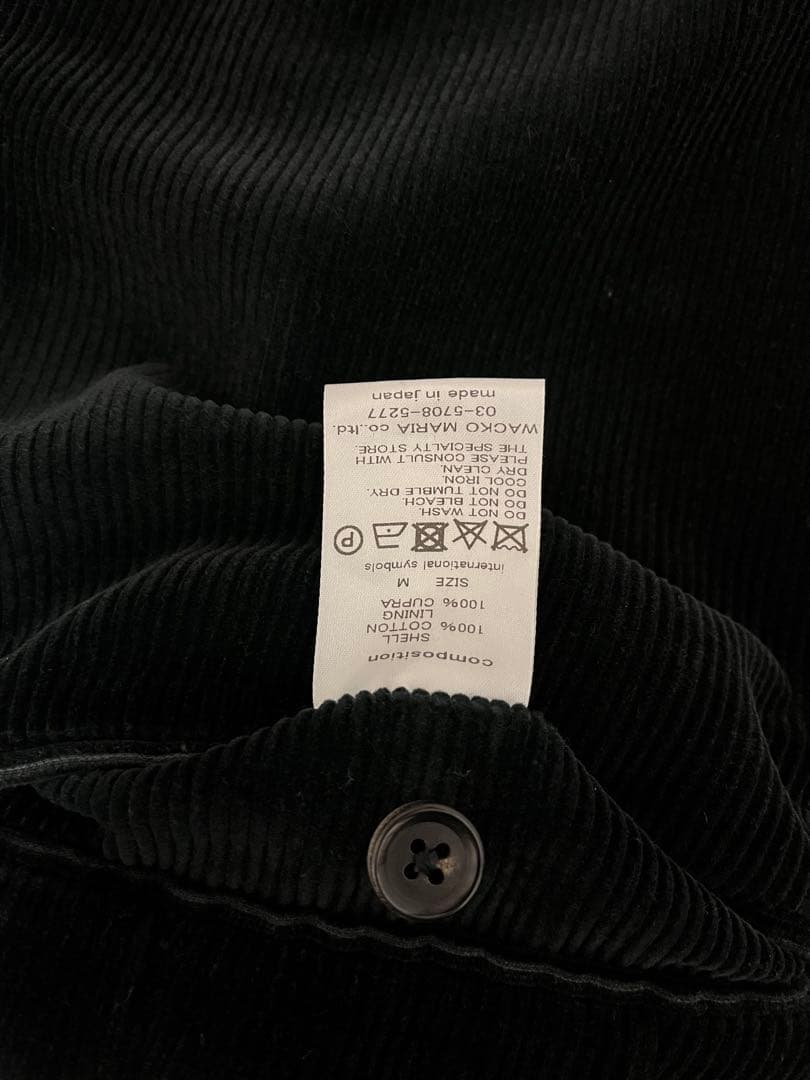 composition
SHELL
100% COTTON
LINING
100% CUPRA
SIZE M
international symbols
P
DO NOT WASH.
DO NOT BLEACH.
DO NOT TUMBLE DRY.
COOL IRON.
DRY CLEAN.
PLEASE CONSULT WITH
THE SPECIALTY STORE.
WACKO MARIA co.,ltd.
03-5708-5277
made in japan